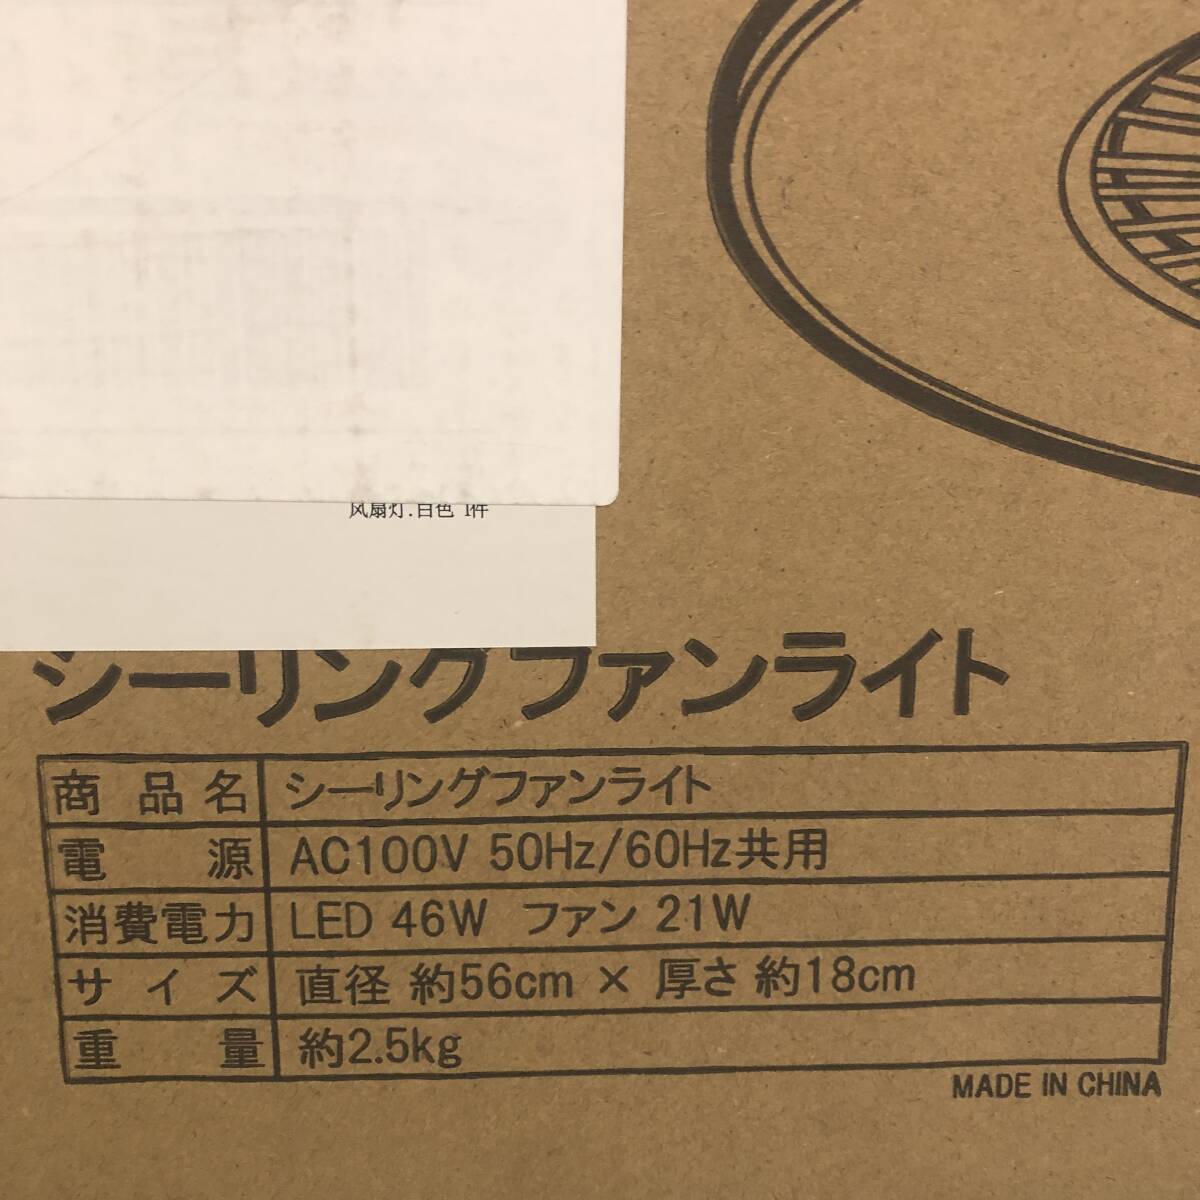 风扇灯.白色 1件
シーリングファンライト
商品名 シーリングファンライト
電源 AC100V 50Hz/60Hz共用
消費電力 LED 46W ファン 21W
サイズ 直径 約56cm × 厚さ 約18cm
重量 約2.5kg
MADE IN CHINA